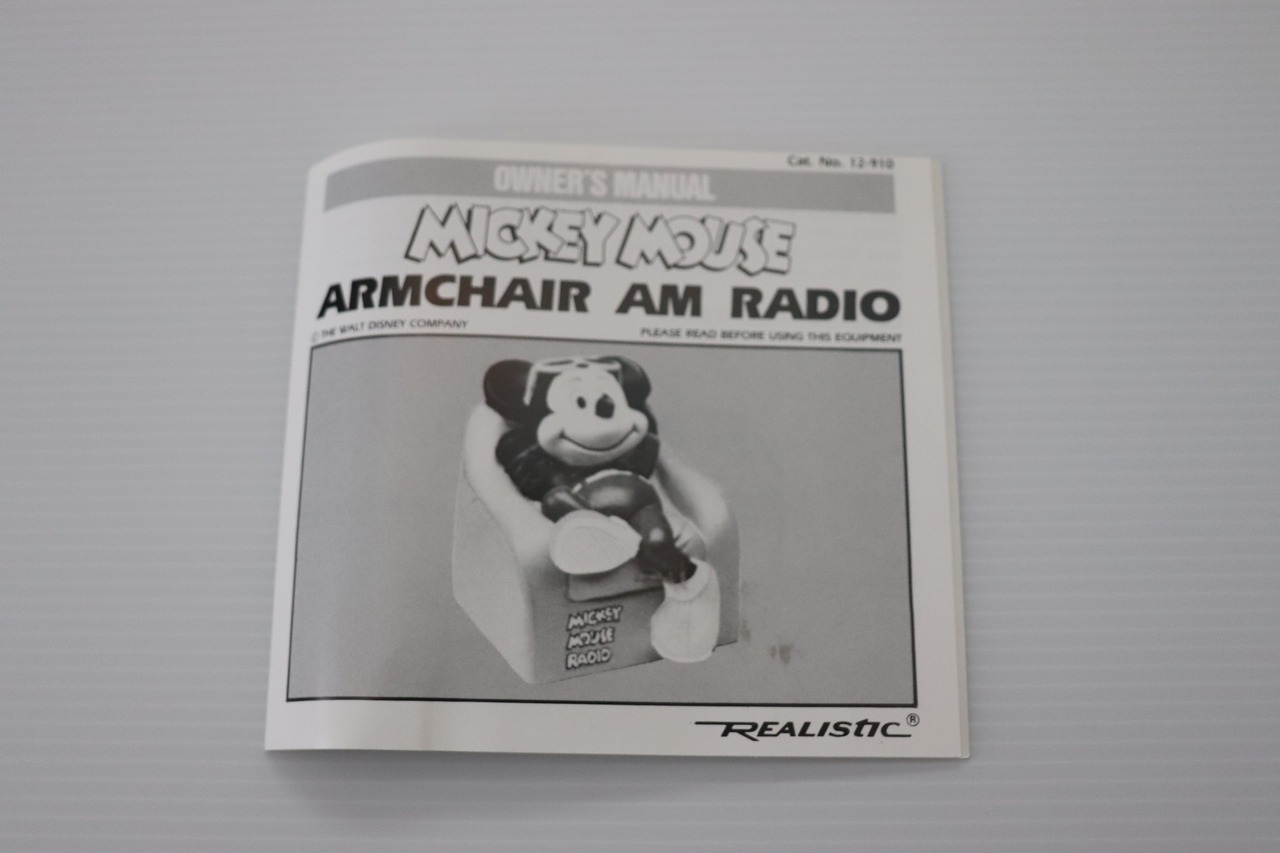 Cat. No. 12-910
OWNER'S MANUAL
MICKEY MOUSE
ARMCHAIR AM RADIO
© THE WALT DISNEY COMPANY PLEASE READ BEFORE USING THIS EQUIPMENT
MICKEY
MOUSE
RADIO
REALISTIC®